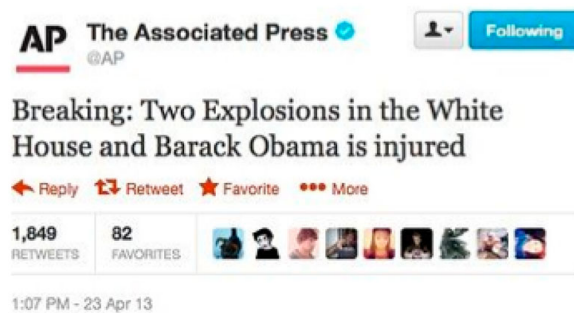 AP The Associated Press Following
@AP
Breaking: Two Explosions in the White
House and Barack Obama is injured
Reply Retweet Favorite More
1,849 82
RETWEETS FAVORITES
1:07 PM - 23 Apr 13